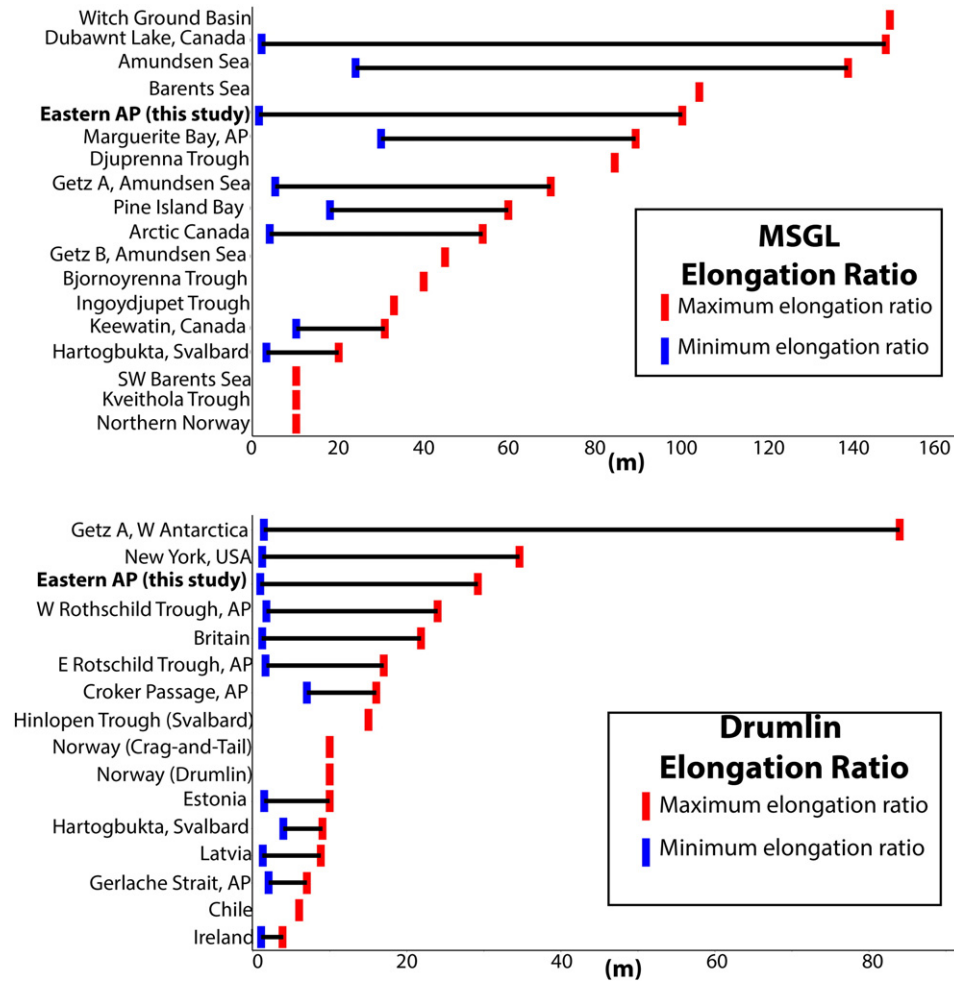 Witch Ground Basin
Dubawnt Lake, Canada
Amundsen Sea
Barents Sea
Eastern AP (this study)
Marguerite Bay, AP
Djuprenna Trough
Getz A, Amundsen Sea
Pine Island Bay
Arctic Canada
Getz B, Amundsen Sea
Bjornoyrenna Trough
Ingoydjupet Trough
Keewatin, Canada
Hartogbukta, Svalbard
SW Barents Sea
Kveithola Trough
Northern Norway
MSGL
Elongation Ratio
Maximum elongation ratio
Minimum elongation ratio
0 20 40 60 80 100 120 140 160
(m)
Getz A, W Antarctica
New York, USA
Eastern AP (this study)
W Rothschild Trough, AP
Britain
E Rotschild Trough, AP
Croker Passage, AP
Hinlopen Trough (Svalbard)
Norway (Crag-and-Tail)
Norway (Drumlin)
Estonia
Hartogbukta, Svalbard
Latvia
Gerlache Strait, AP
Chile
Ireland
Drumlin
Elongation Ratio
Maximum elongation ratio
Minimum elongation ratio
0 20 40 60 80
(m)